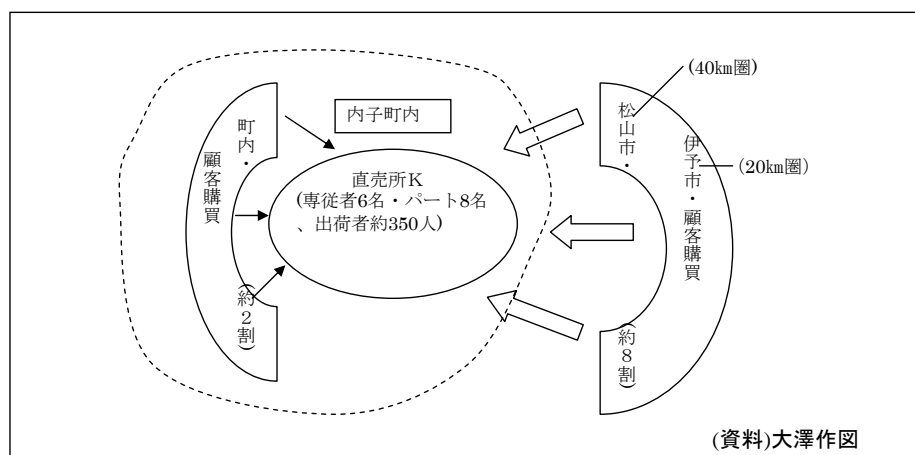 内子町内
町内・
顧客購買
(約2割)
直売所K
(専従者6名・パート8名
、出荷者約350人)
(40㎞圏)
松山市・
伊予市・顧客購買
(20㎞圏)
(約8割)
(資料)大澤作図